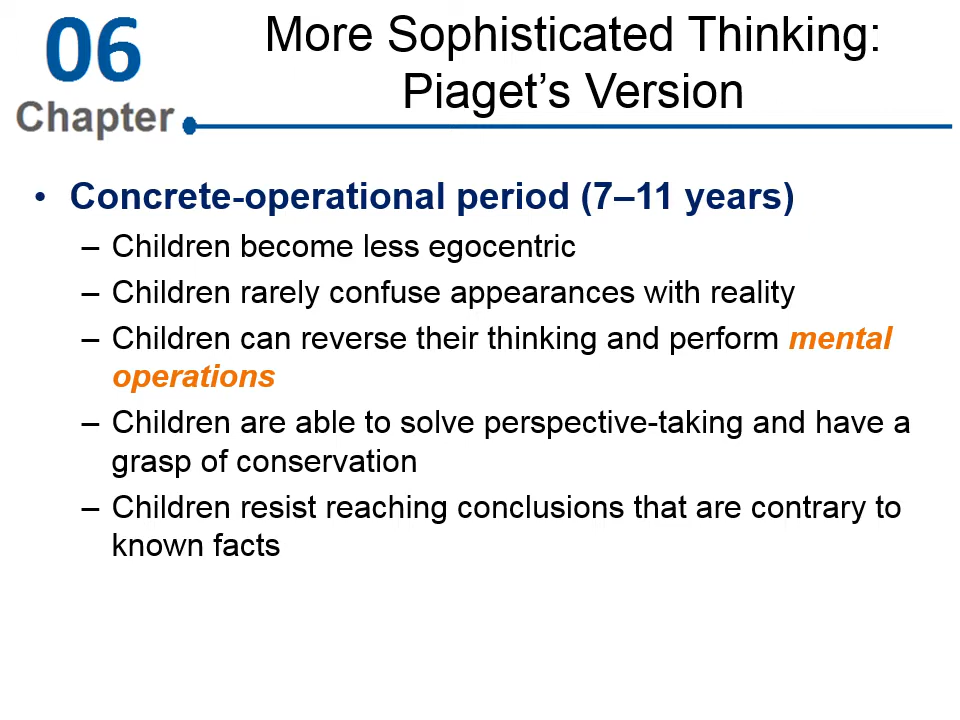 06
Chapter
More Sophisticated Thinking:
Piaget’s Version
• Concrete-operational period (7–11 years)
– Children become less egocentric
– Children rarely confuse appearances with reality
– Children can reverse their thinking and perform mental
operations
– Children are able to solve perspective-taking and have a
grasp of conservation
– Children resist reaching conclusions that are contrary to
known facts